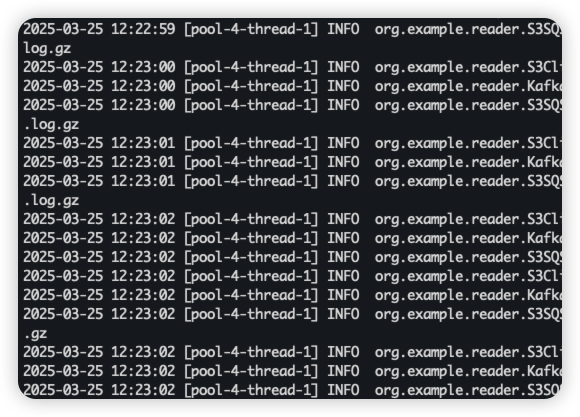 2025-03-25 12:22:59 [pool-4-thread-1] INFO  org.example.reader.S3SQS
log.gz
2025-03-25 12:23:00 [pool-4-thread-1] INFO  org.example.reader.S3Cli
2025-03-25 12:23:00 [pool-4-thread-1] INFO  org.example.reader.Kafka
2025-03-25 12:23:00 [pool-4-thread-1] INFO  org.example.reader.S3SQS
.log.gz
2025-03-25 12:23:01 [pool-4-thread-1] INFO  org.example.reader.S3Cli
2025-03-25 12:23:01 [pool-4-thread-1] INFO  org.example.reader.Kafka
2025-03-25 12:23:01 [pool-4-thread-1] INFO  org.example.reader.S3SQS
.log.gz
2025-03-25 12:23:02 [pool-4-thread-1] INFO  org.example.reader.S3Cli
2025-03-25 12:23:02 [pool-4-thread-1] INFO  org.example.reader.Kafka
2025-03-25 12:23:02 [pool-4-thread-1] INFO  org.example.reader.S3SQS
2025-03-25 12:23:02 [pool-4-thread-1] INFO  org.example.reader.S3Cli
2025-03-25 12:23:02 [pool-4-thread-1] INFO  org.example.reader.Kafka
2025-03-25 12:23:02 [pool-4-thread-1] INFO  org.example.reader.S3SQS
.gz
2025-03-25 12:23:02 [pool-4-thread-1] INFO  org.example.reader.S3Cli
2025-03-25 12:23:02 [pool-4-thread-1] INFO  org.example.reader.Kafka
2025-03-25 12:23:02 [pool-4-thread-1] INFO  org.example.reader.S3SQS